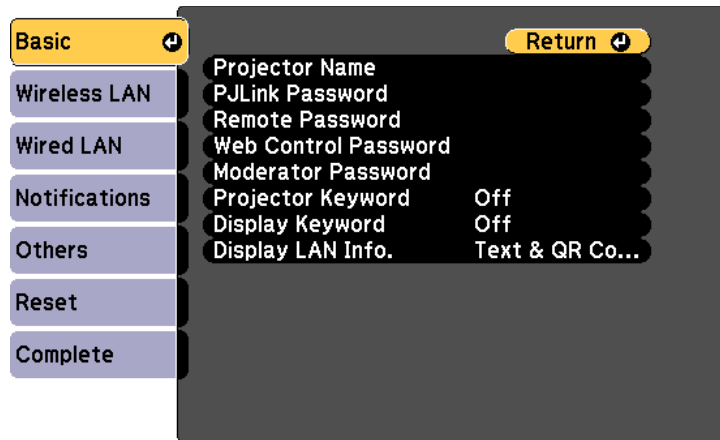 Basic
Wireless LAN
Wired LAN
Notifications
Others
Reset
Complete
Return
Projector Name
PJLink Password
Remote Password
Web Control Password
Moderator Password
Projector Keyword Off
Display Keyword Off
Display LAN Info. Text & QR Co...